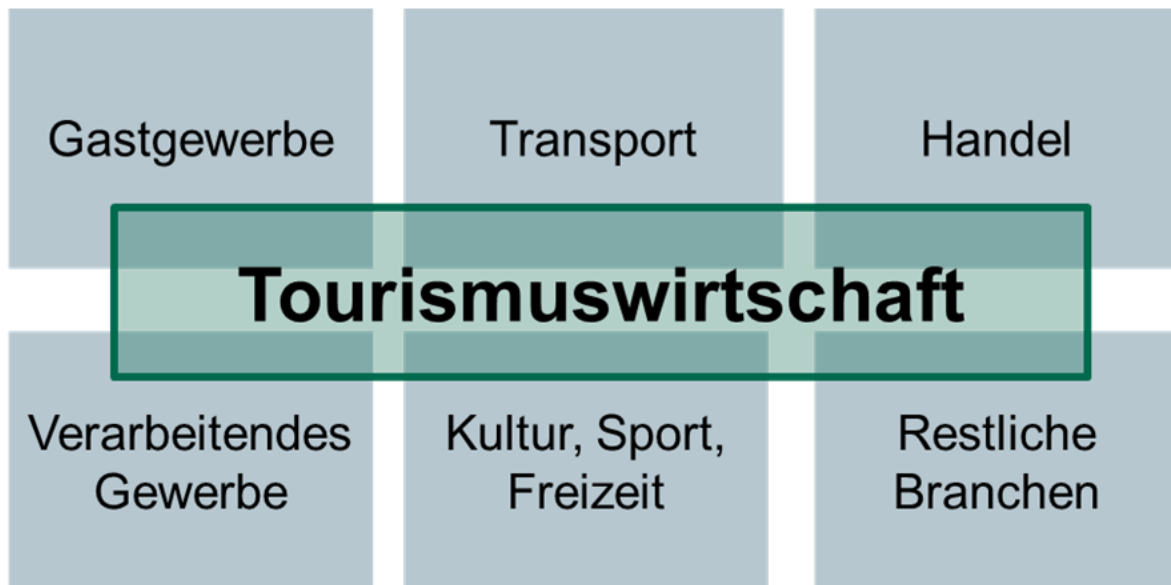 Gastgewerbe
Transport
Handel
Tourismuswirtschaft
Verarbeitendes
Gewerbe
Kultur, Sport,
Freizeit
Restliche
Branchen